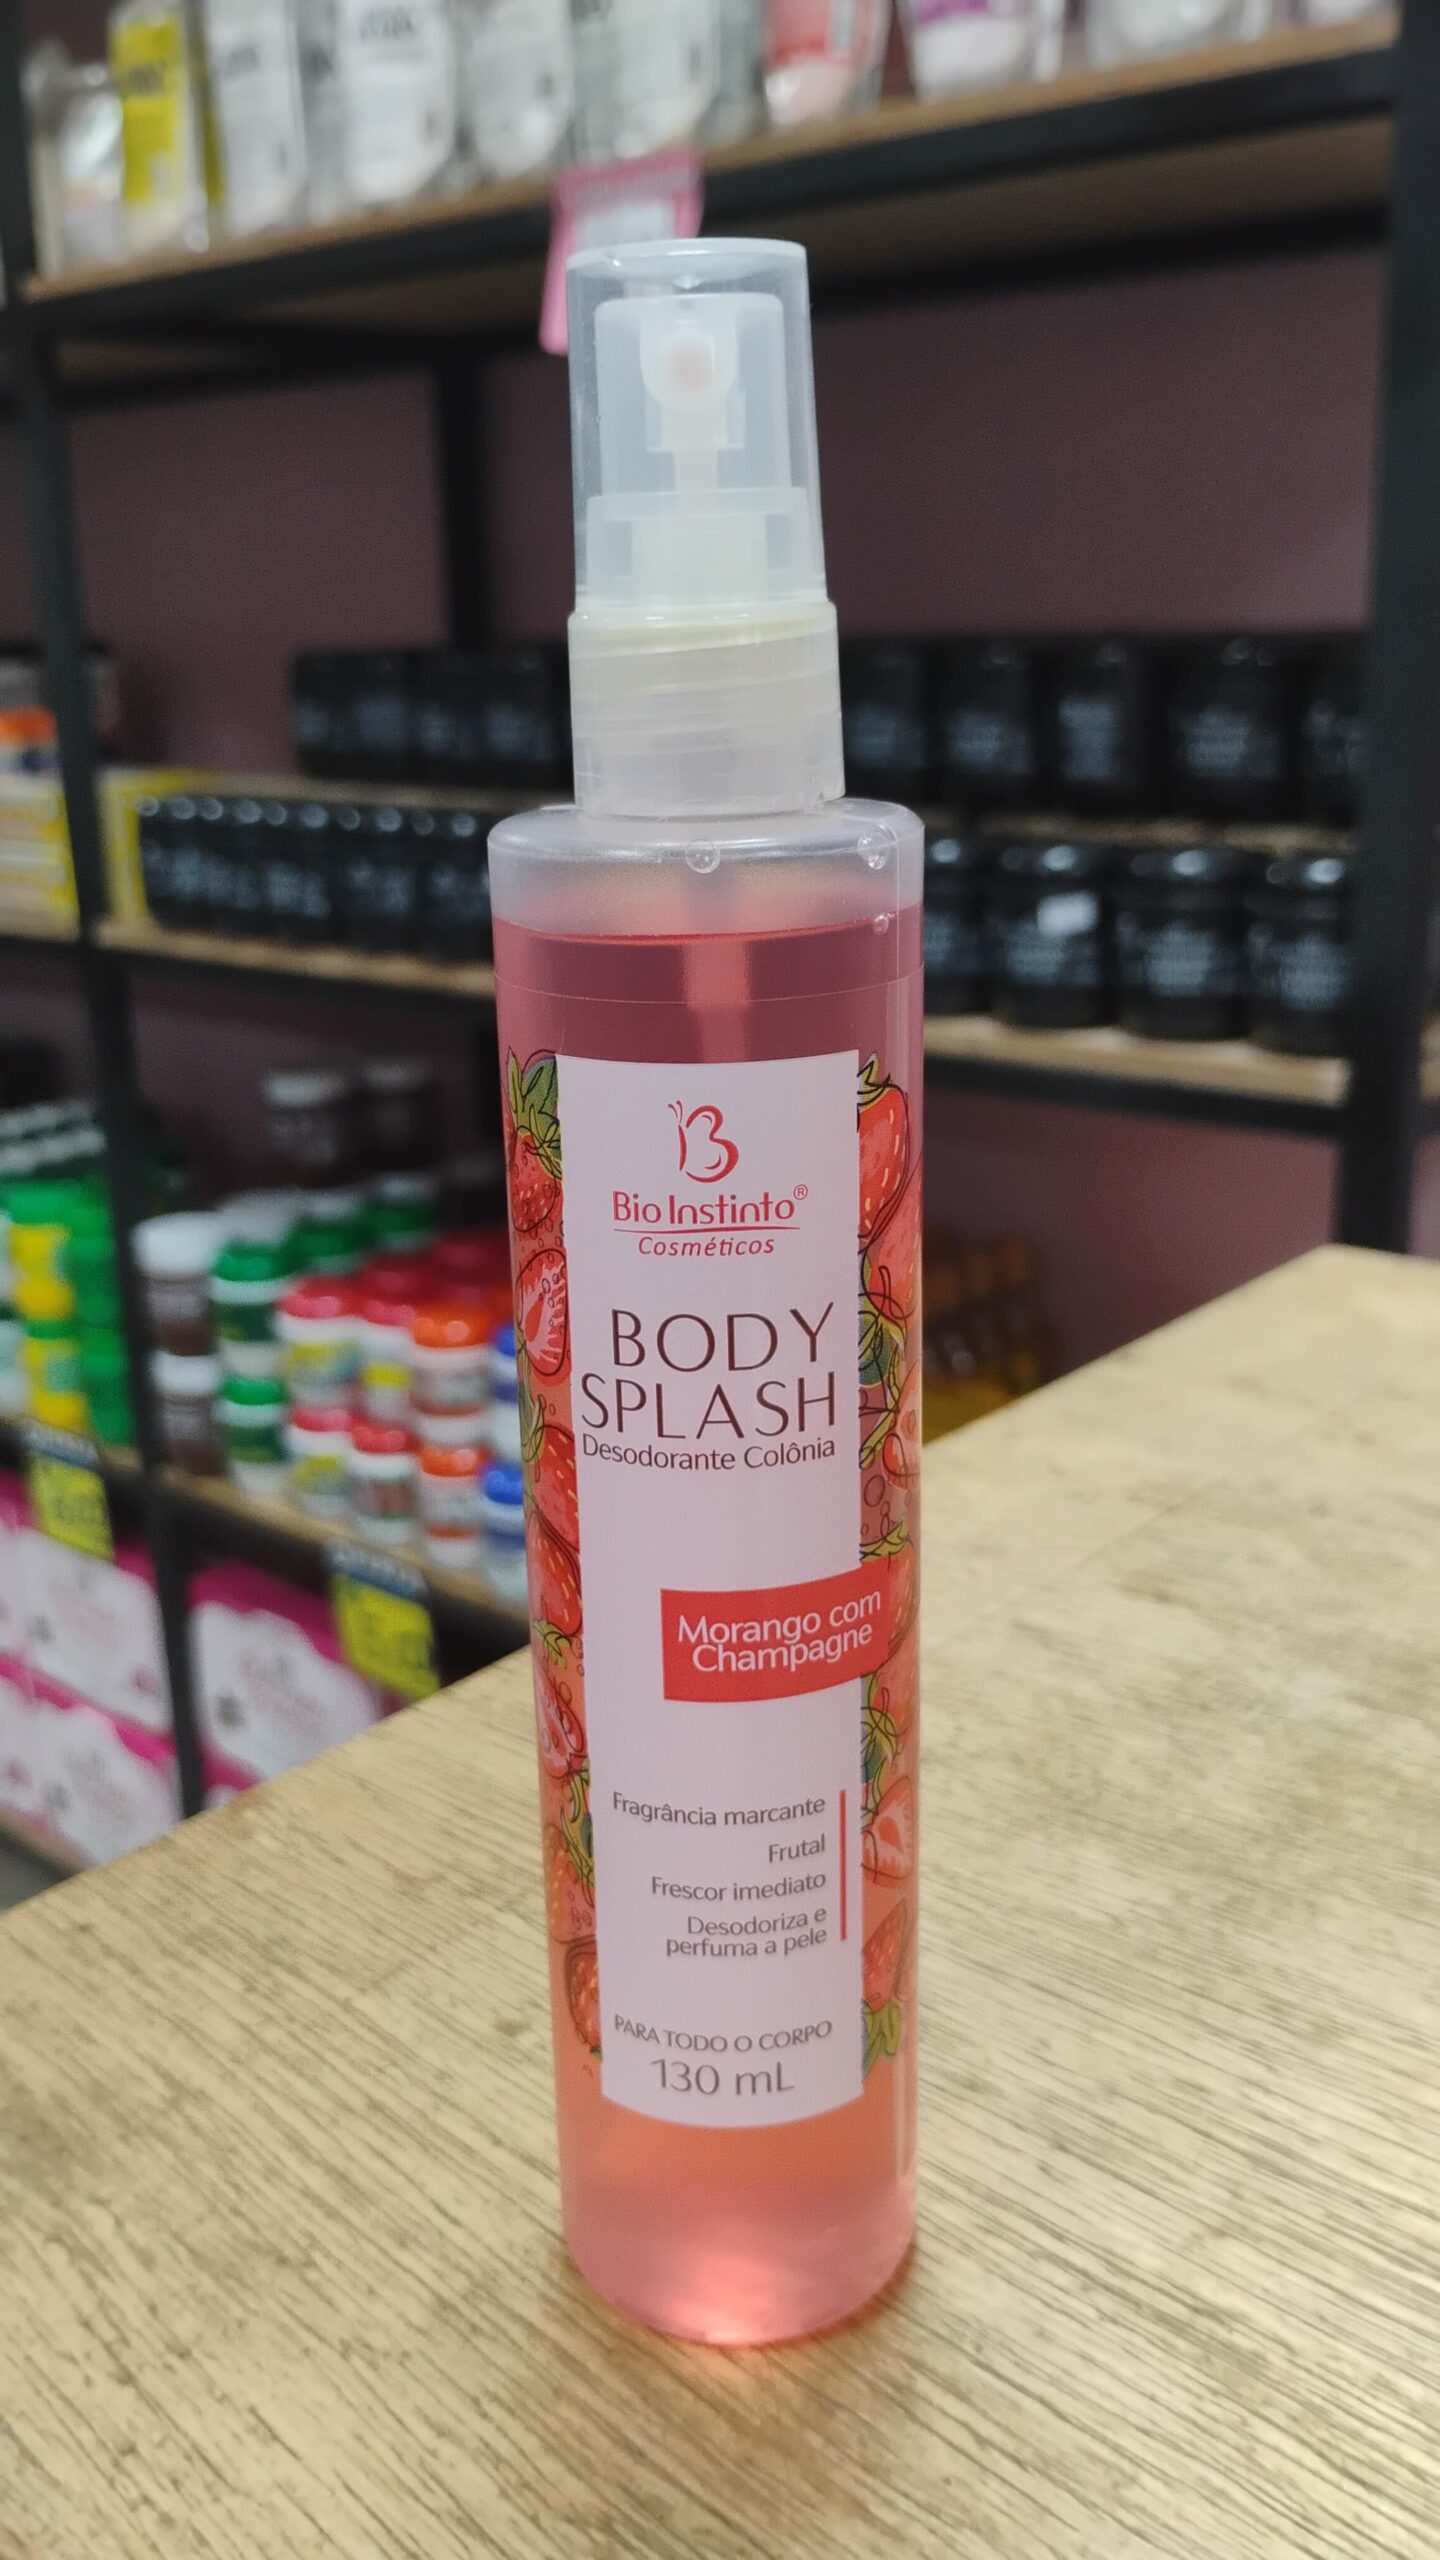 B
Bio Instinto®
Cosméticos
BODY
SPLASH
Desodorante Colônia
Morango com
Champagne
Fragrância marcante
Frutal
Frescor imediato
Desodoriza e
perfuma a pele
PARA TODO O CORPO
130 mL